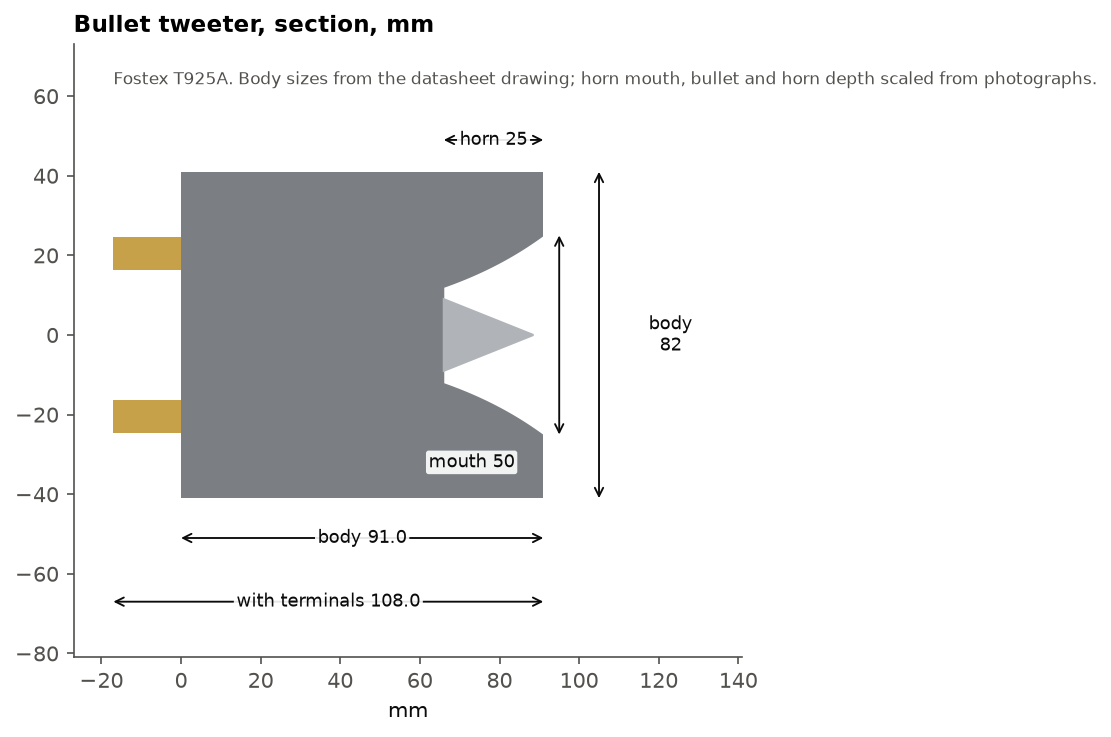 Bullet tweeter, section, mm
Fostex T925A. Body sizes from the datasheet drawing; horn mouth, bullet and horn depth scaled from photographs.
60
horn 25
40
20
0
body
82
−20
mouth 50
−40
body 91.0
−60
with terminals 108.0
−80
−20 0 20 40 60 80 100 120 140
mm